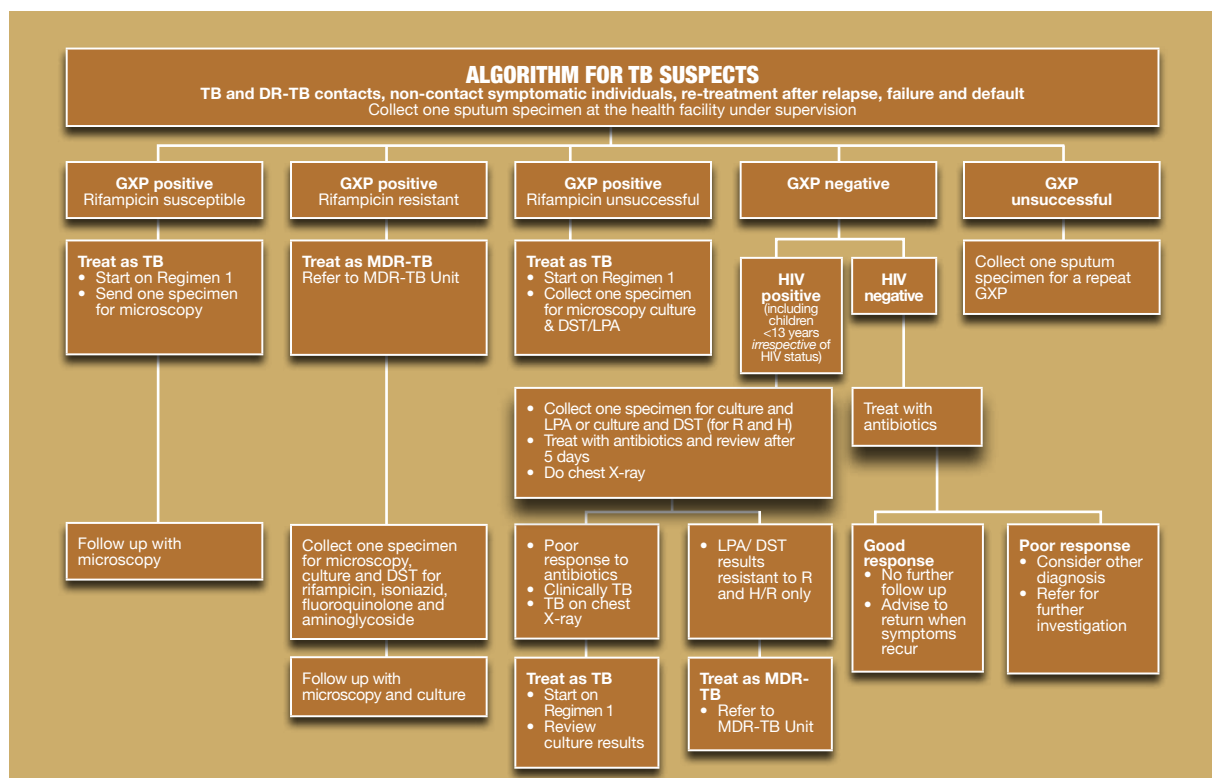 ALGORITHM FOR TB SUSPECTS
TB and DR-TB contacts, non-contact symptomatic individuals, re-treatment after relapse, failure and default
Collect one sputum specimen at the health facility under supervision
GXP positive
Rifampicin susceptible
GXP positive
Rifampicin resistant
GXP positive
Rifampicin unsuccessful
GXP negative
GXP
unsuccessful
Treat as TB
• Start on Regimen 1
• Send one specimen
for microscopy
Treat as MDR-TB
Refer to MDR-TB Unit
Treat as TB
• Start on Regimen 1
• Collect one specimen
for microscopy culture
& DST/LPA
HIV
positive
(including
children
<13 years
irrespective of
HIV status)
HIV
negative
Collect one sputum
specimen for a repeat
GXP
• Collect one specimen for culture and
LPA or culture and DST (for R and H)
• Treat with antibiotics and review after
5 days
• Do chest X-ray
Treat with
antibiotics
Follow up with
microscopy
Collect one specimen
for microscopy,
culture and DST for
rifampicin, isoniazid,
fluoroquinolone and
aminoglycoside
• Poor
response to
antibiotics
• Clinically TB
• TB on chest
X-ray
• LPA/ DST
results
resistant to R
and H/R only
Good
response
• No further
follow up
• Advise to
return when
symptoms
recur
Poor response
• Consider other
diagnosis
• Refer for
further
investigation
Follow up with
microscopy and culture
Treat as TB
• Start on
Regimen 1
• Review
culture results
Treat as MDR-
TB
• Refer to
MDR-TB Unit